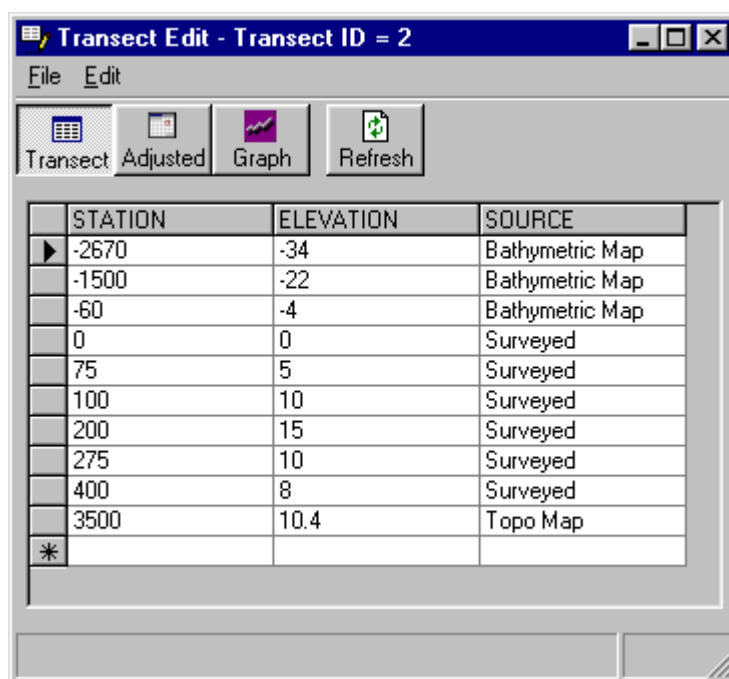 Transect Edit - Transect ID = 2
File Edit
Transect Adjusted Graph Refresh
STATION ELEVATION SOURCE
-2670 -34 Bathymetric Map
-1500 -22 Bathymetric Map
-60 -4 Bathymetric Map
0 0 Surveyed
75 5 Surveyed
100 10 Surveyed
200 15 Surveyed
275 10 Surveyed
400 8 Surveyed
3500 10.4 Topo Map